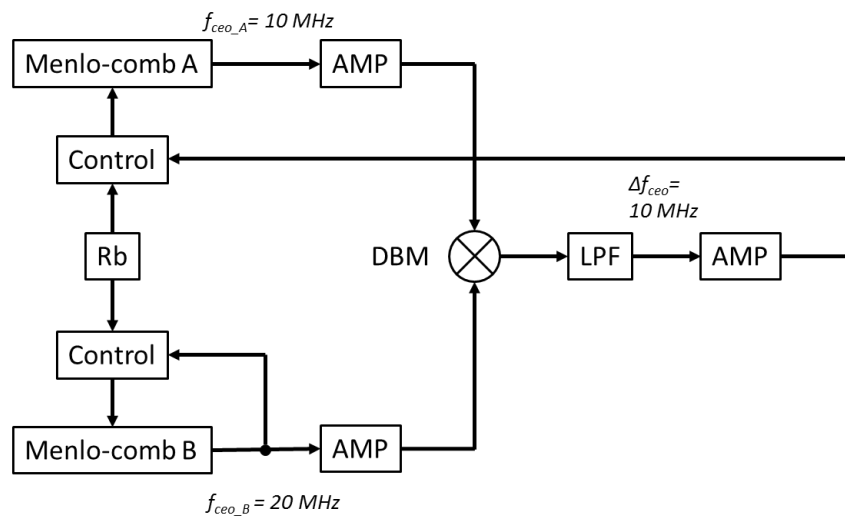 f_ceo_A = 10 MHz
Menlo-comb A
AMP
Control
Δf_ceo =
10 MHz
Rb
DBM
LPF
AMP
Control
Menlo-comb B
AMP
f_ceo_B = 20 MHz